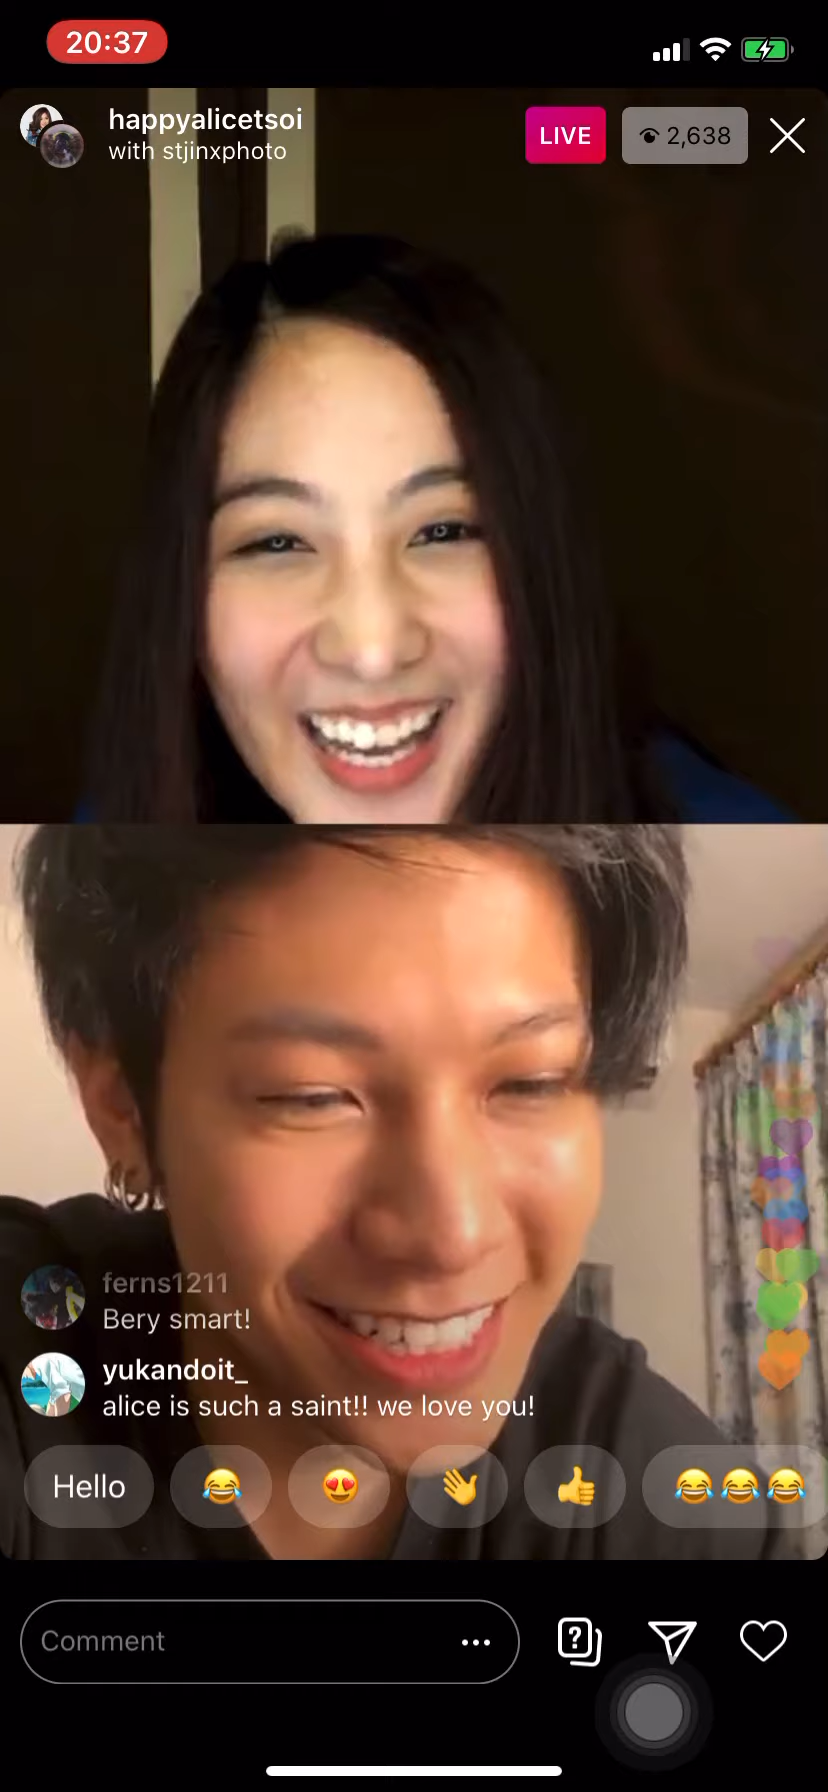 20:37
happyalicetsoi
with stjinxphoto
LIVE
2,638
ferns1211
Bery smart!
yukandoit_
alice is such a saint!! we love you!
Hello
Comment
?